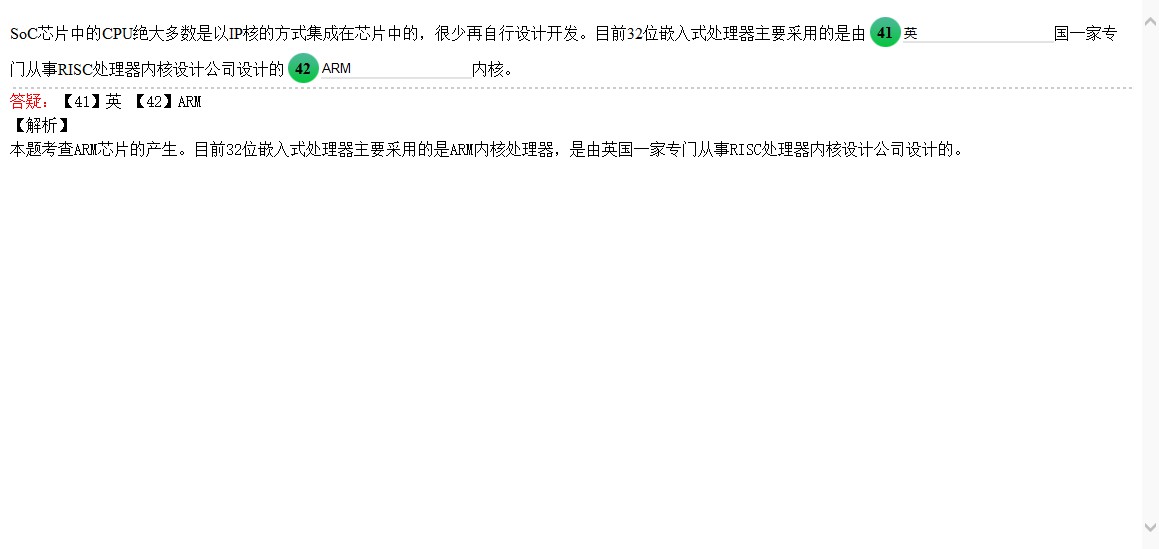 SoC芯片中的CPU绝大多数是以IP核的方式集成在芯片中的，很少再自行设计开发。目前32位嵌入式处理器主要采用的是由 41 英 国一家专
门从事RISC处理器内核设计公司设计的 42 ARM 内核。
答疑：【41】英 【42】ARM
【解析】
本题考查ARM芯片的产生。目前32位嵌入式处理器主要采用的是ARM内核处理器，是由英国一家专门从事RISC处理器内核设计公司设计的。